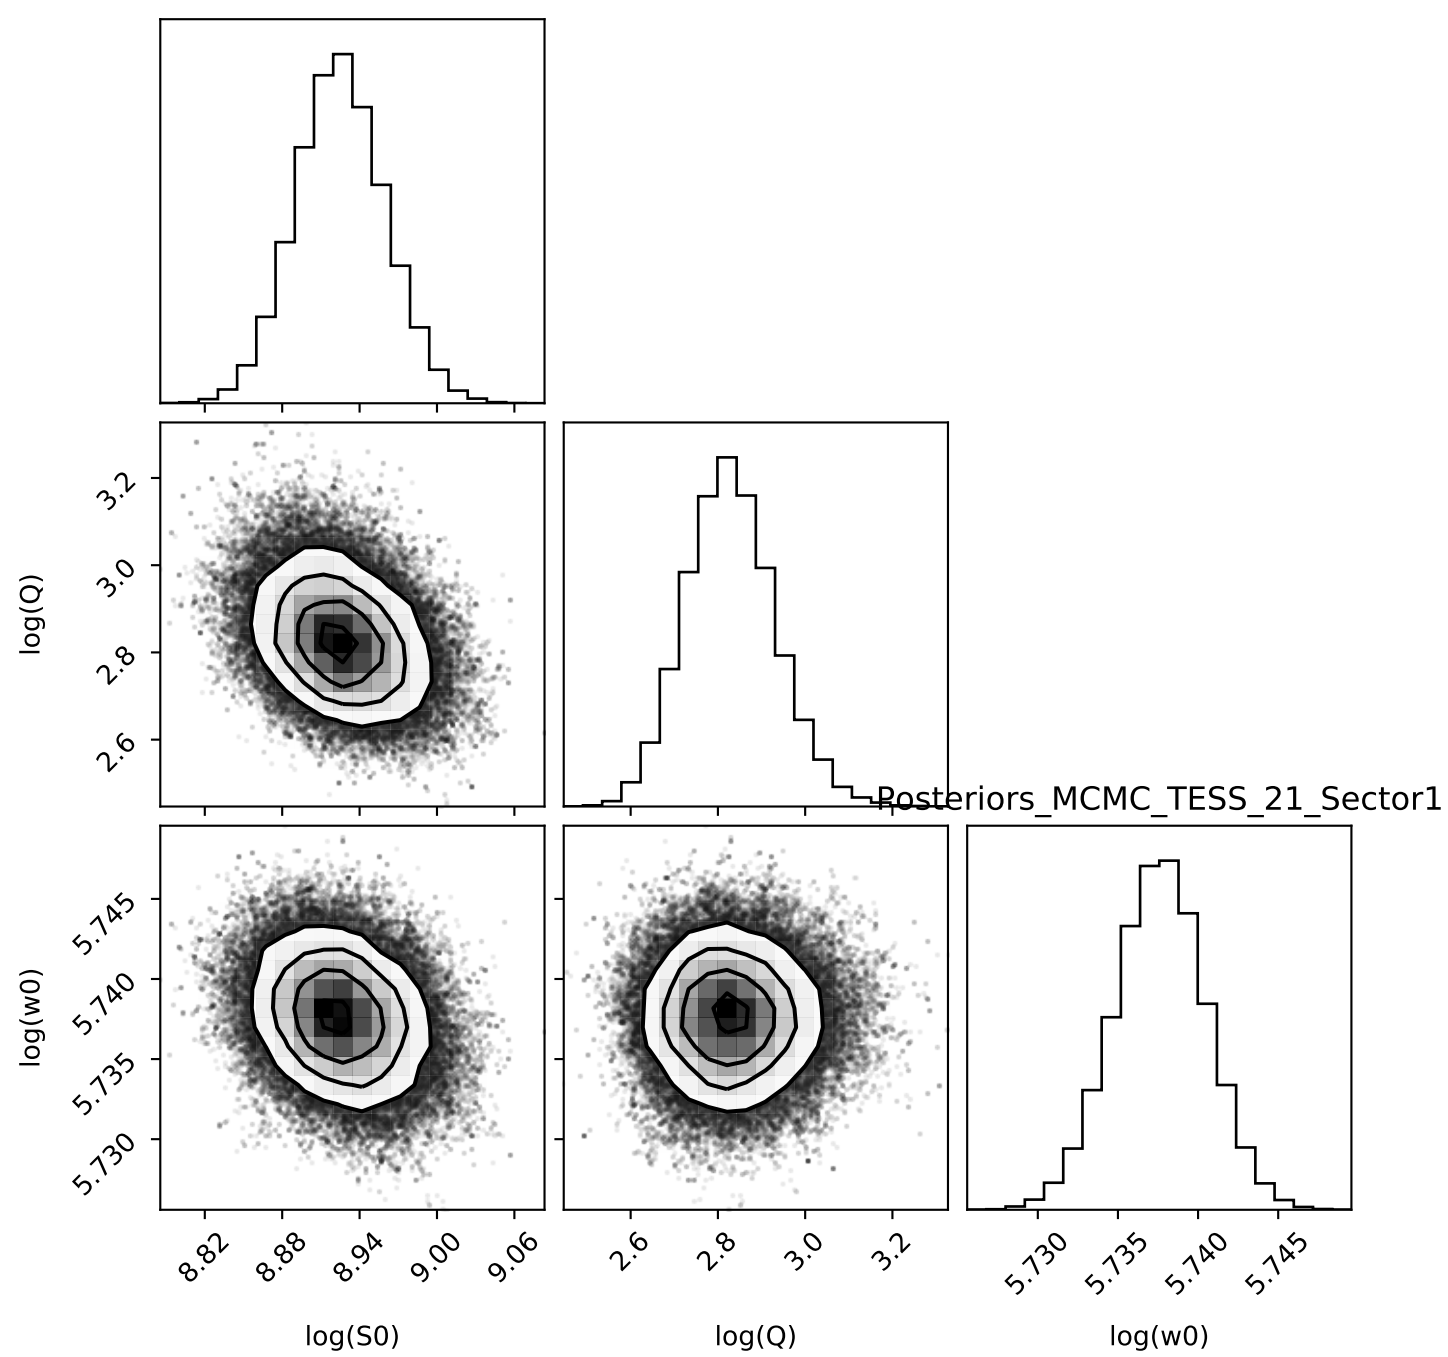 3.2
3.0
2.8
2.6
log(Q)
Posteriors_MCMC_TESS_21_Sector1
5.745
5.740
5.735
5.730
log(w0)
8.82 8.88 8.94 9.00 9.06 2.6 2.8 3.0 3.2 5.730 5.735 5.740 5.745
log(S0) log(Q) log(w0)